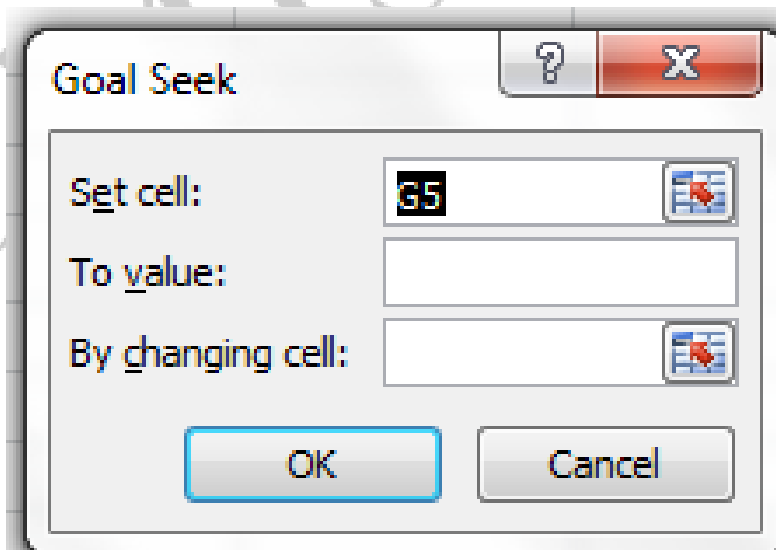 Goal Seek
?
Set cell: G5
To value:
By changing cell:
OK Cancel